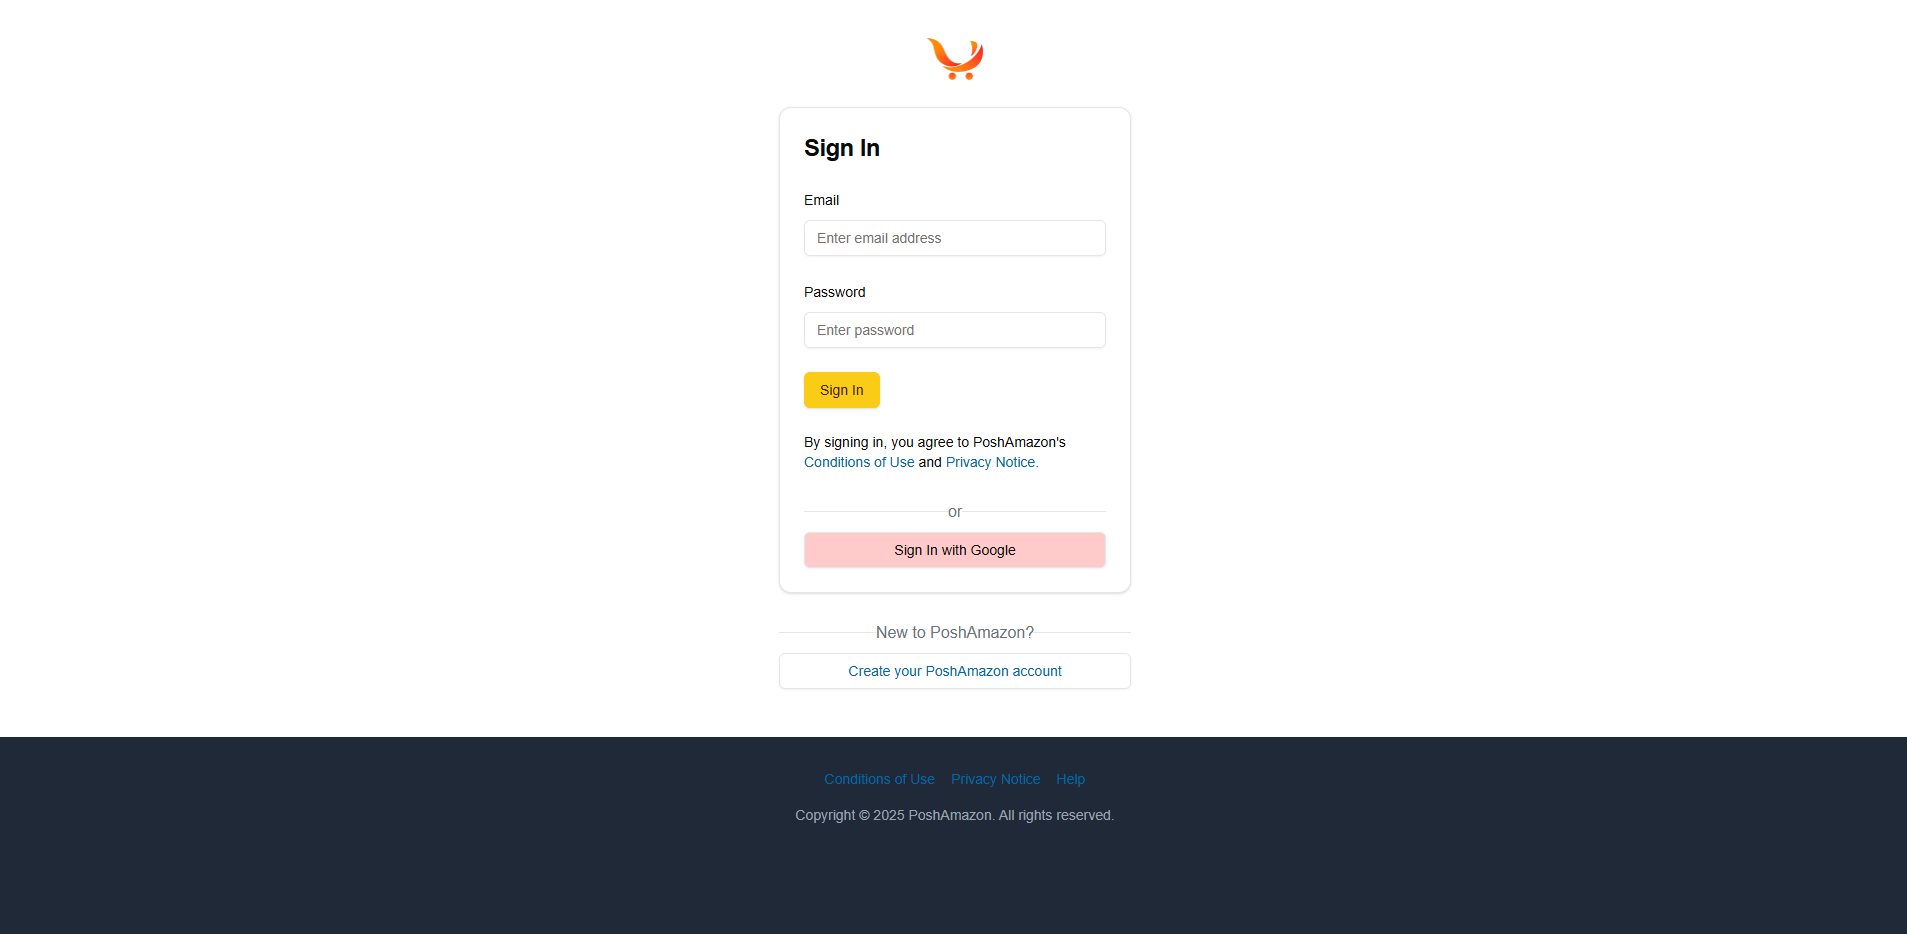 Sign In
Email
Enter email address
Password
Enter password
Sign In
By signing in, you agree to PoshAmazon's
Conditions of Use and Privacy Notice.
or
Sign In with Google
New to PoshAmazon?
Create your PoshAmazon account
Conditions of Use Privacy Notice Help
Copyright © 2025 PoshAmazon. All rights reserved.